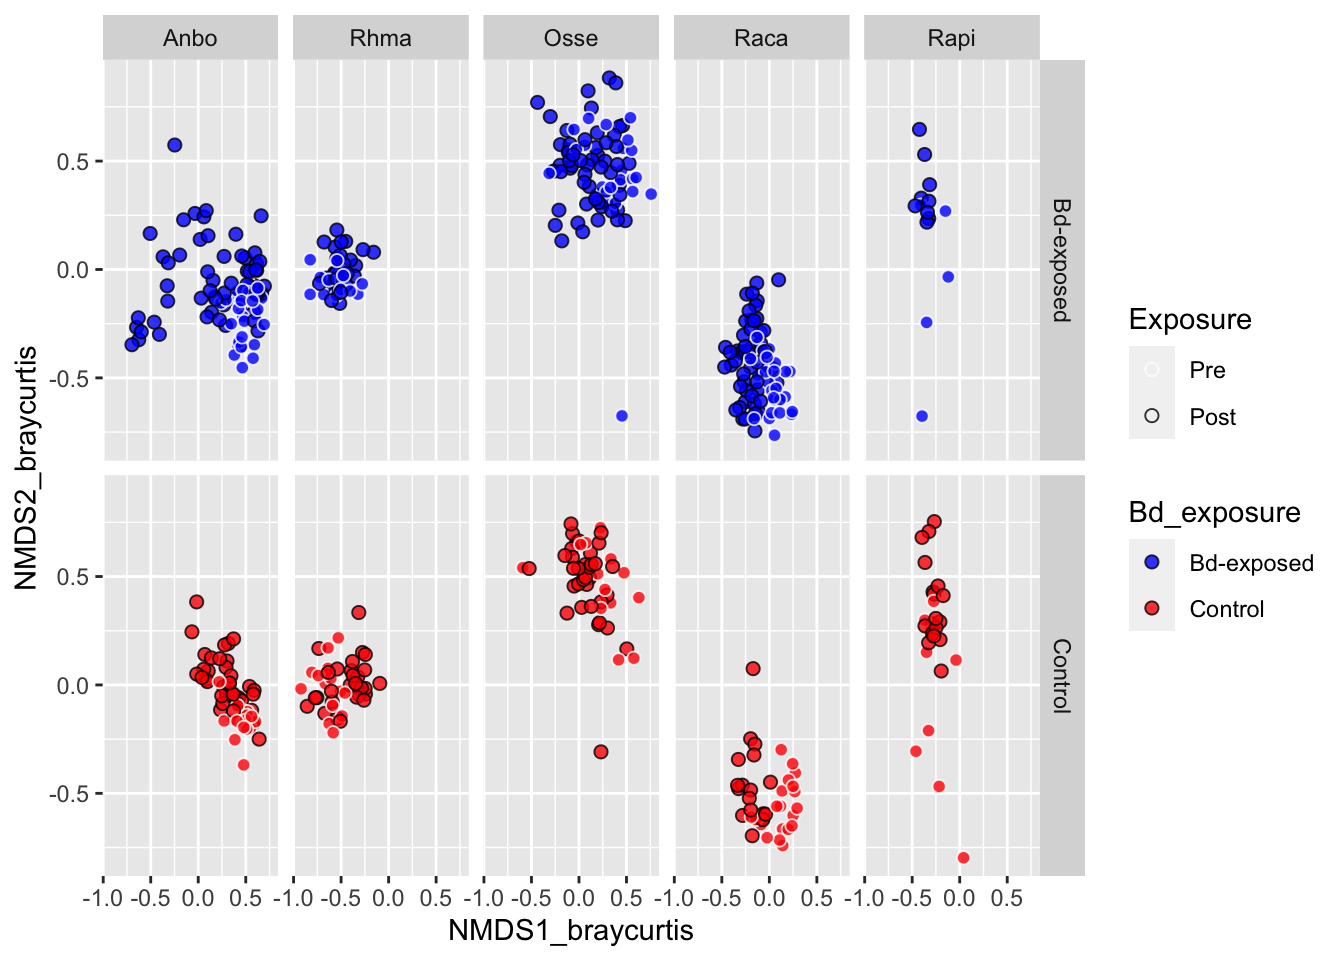 Anbo Rhma Osse Raca Rapi
NMDS2_braycurtis
0.5
0.0
-0.5
Bd-exposed
0.5
0.0
-0.5
Control
-1.0 -0.5 0.0 0.5 -1.0 -0.5 0.0 0.5 -1.0 -0.5 0.0 0.5 -1.0 -0.5 0.0 0.5 -1.0 -0.5 0.0 0.5
NMDS1_braycurtis
Exposure
Pre
Post
Bd_exposure
Bd-exposed
Control